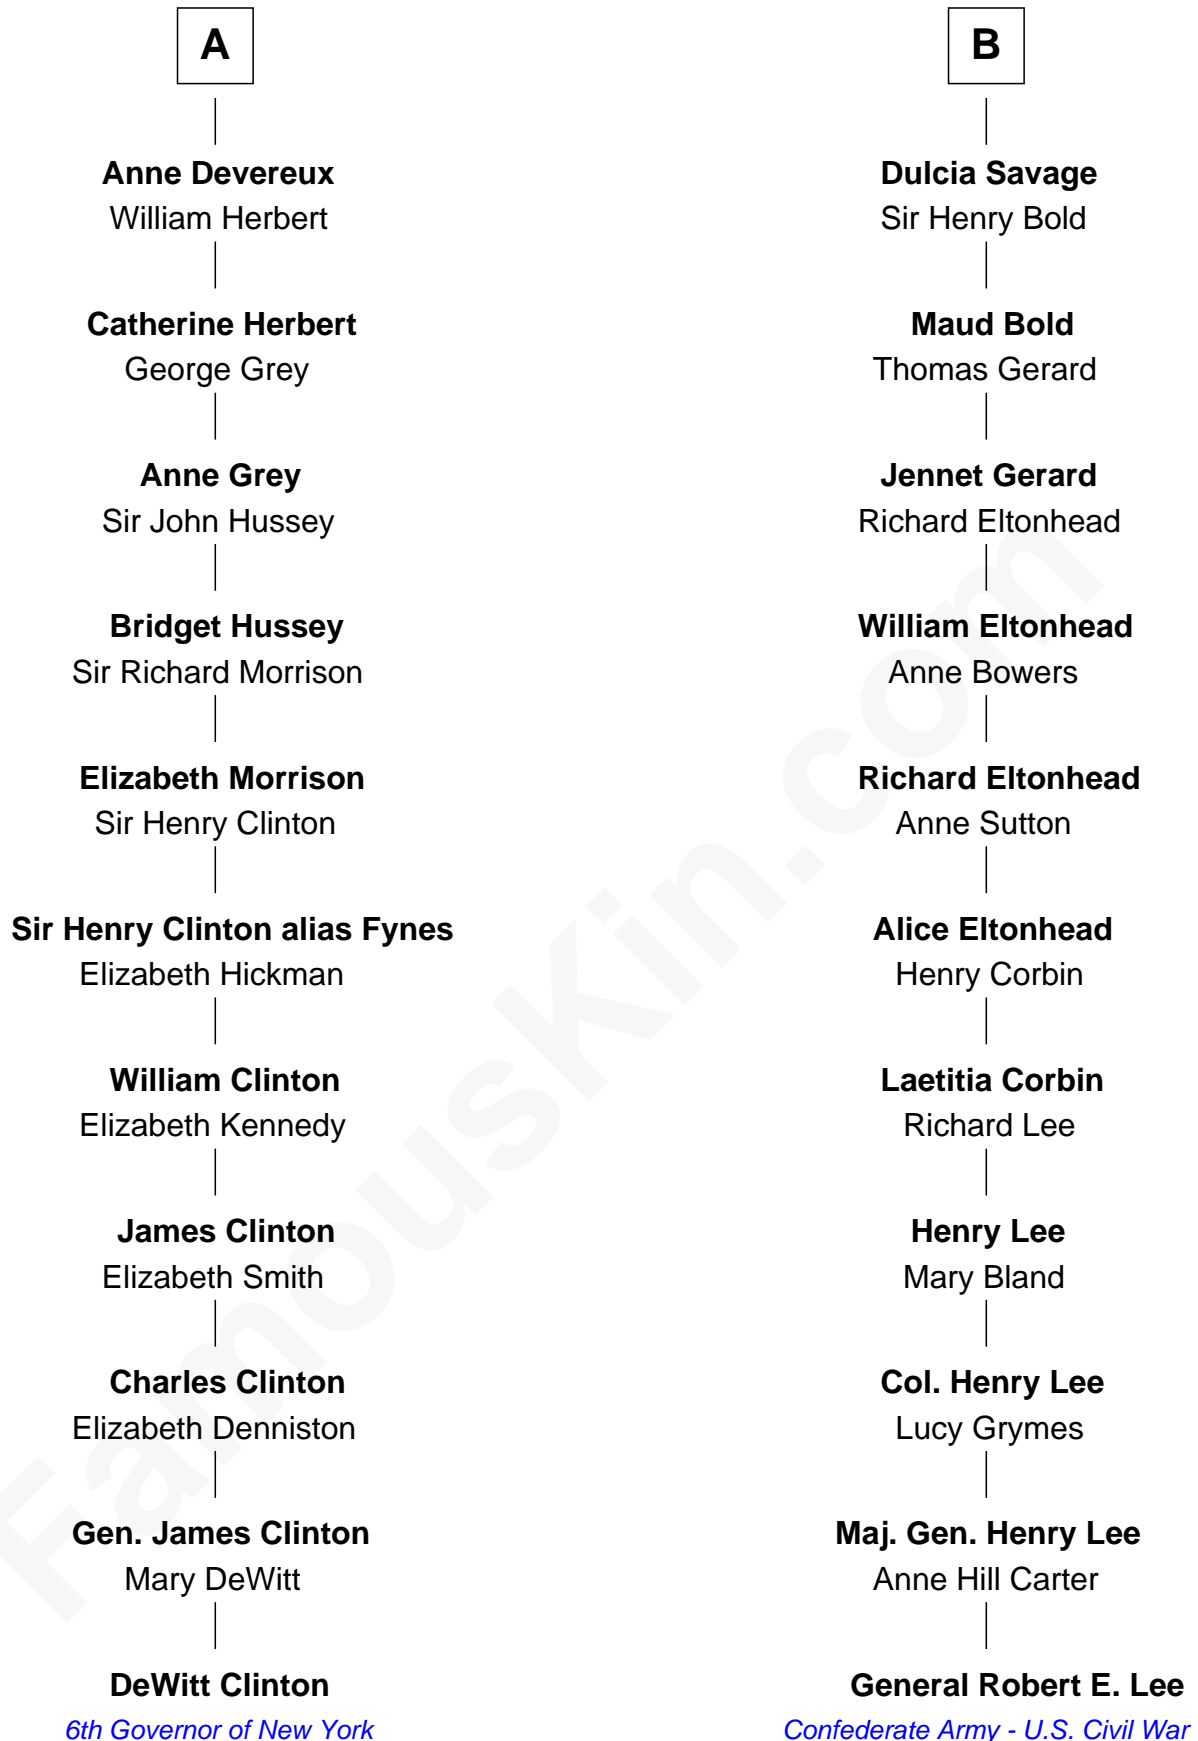 A
Anne Devereux
William Herbert
Catherine Herbert
George Grey
Anne Grey
Sir John Hussey
Bridget Hussey
Sir Richard Morrison
Elizabeth Morrison
Sir Henry Clinton
Sir Henry Clinton alias Fynes
Elizabeth Hickman
William Clinton
Elizabeth Kennedy
James Clinton
Elizabeth Smith
Charles Clinton
Elizabeth Denniston
Gen. James Clinton
Mary DeWitt
DeWitt Clinton
6th Governor of New York
B
Dulcia Savage
Sir Henry Bold
Maud Bold
Thomas Gerard
Jennet Gerard
Richard Eltonhead
William Eltonhead
Anne Bowers
Richard Eltonhead
Anne Sutton
Alice Eltonhead
Henry Corbin
Laetitia Corbin
Richard Lee
Henry Lee
Mary Bland
Col. Henry Lee
Lucy Grymes
Maj. Gen. Henry Lee
Anne Hill Carter
General Robert E. Lee
Confederate Army - U.S. Civil War
FamousKin.com